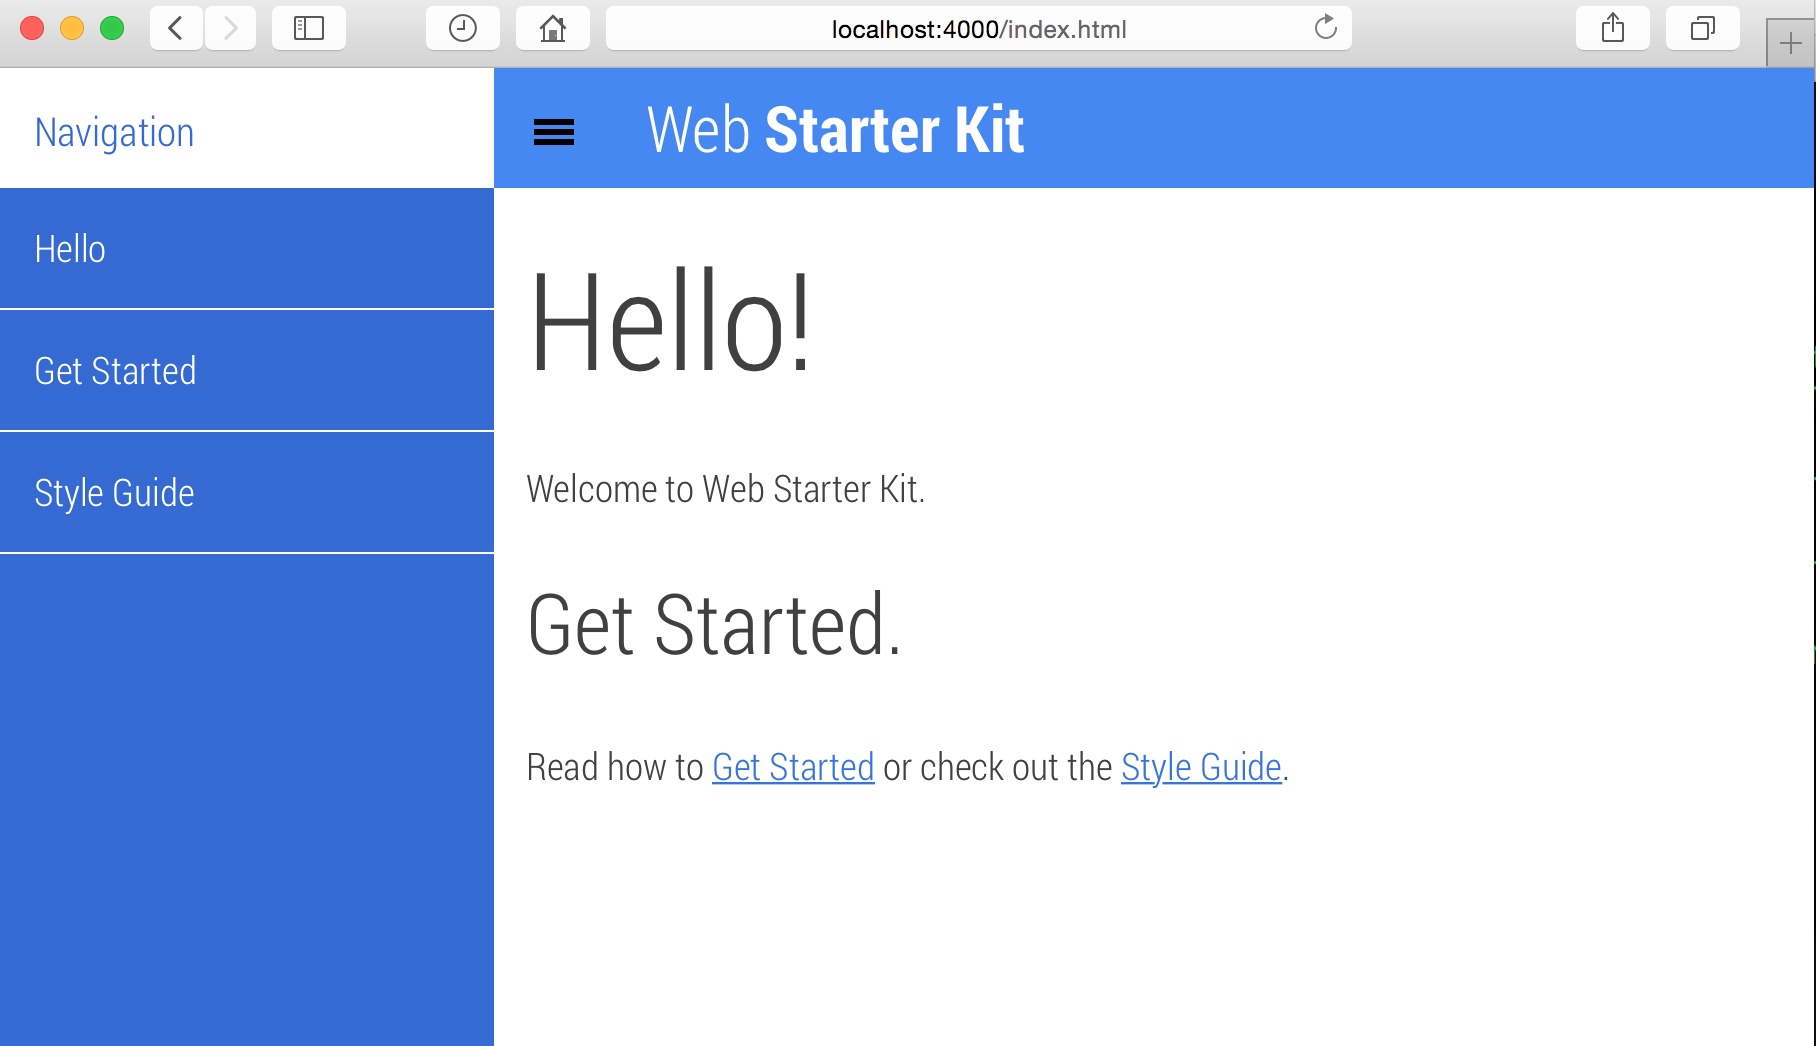 localhost:4000/index.html
Navigation
Web Starter Kit
Hello
Get Started
Style Guide
Hello!
Welcome to Web Starter Kit.
Get Started.
Read how to Get Started or check out the Style Guide.